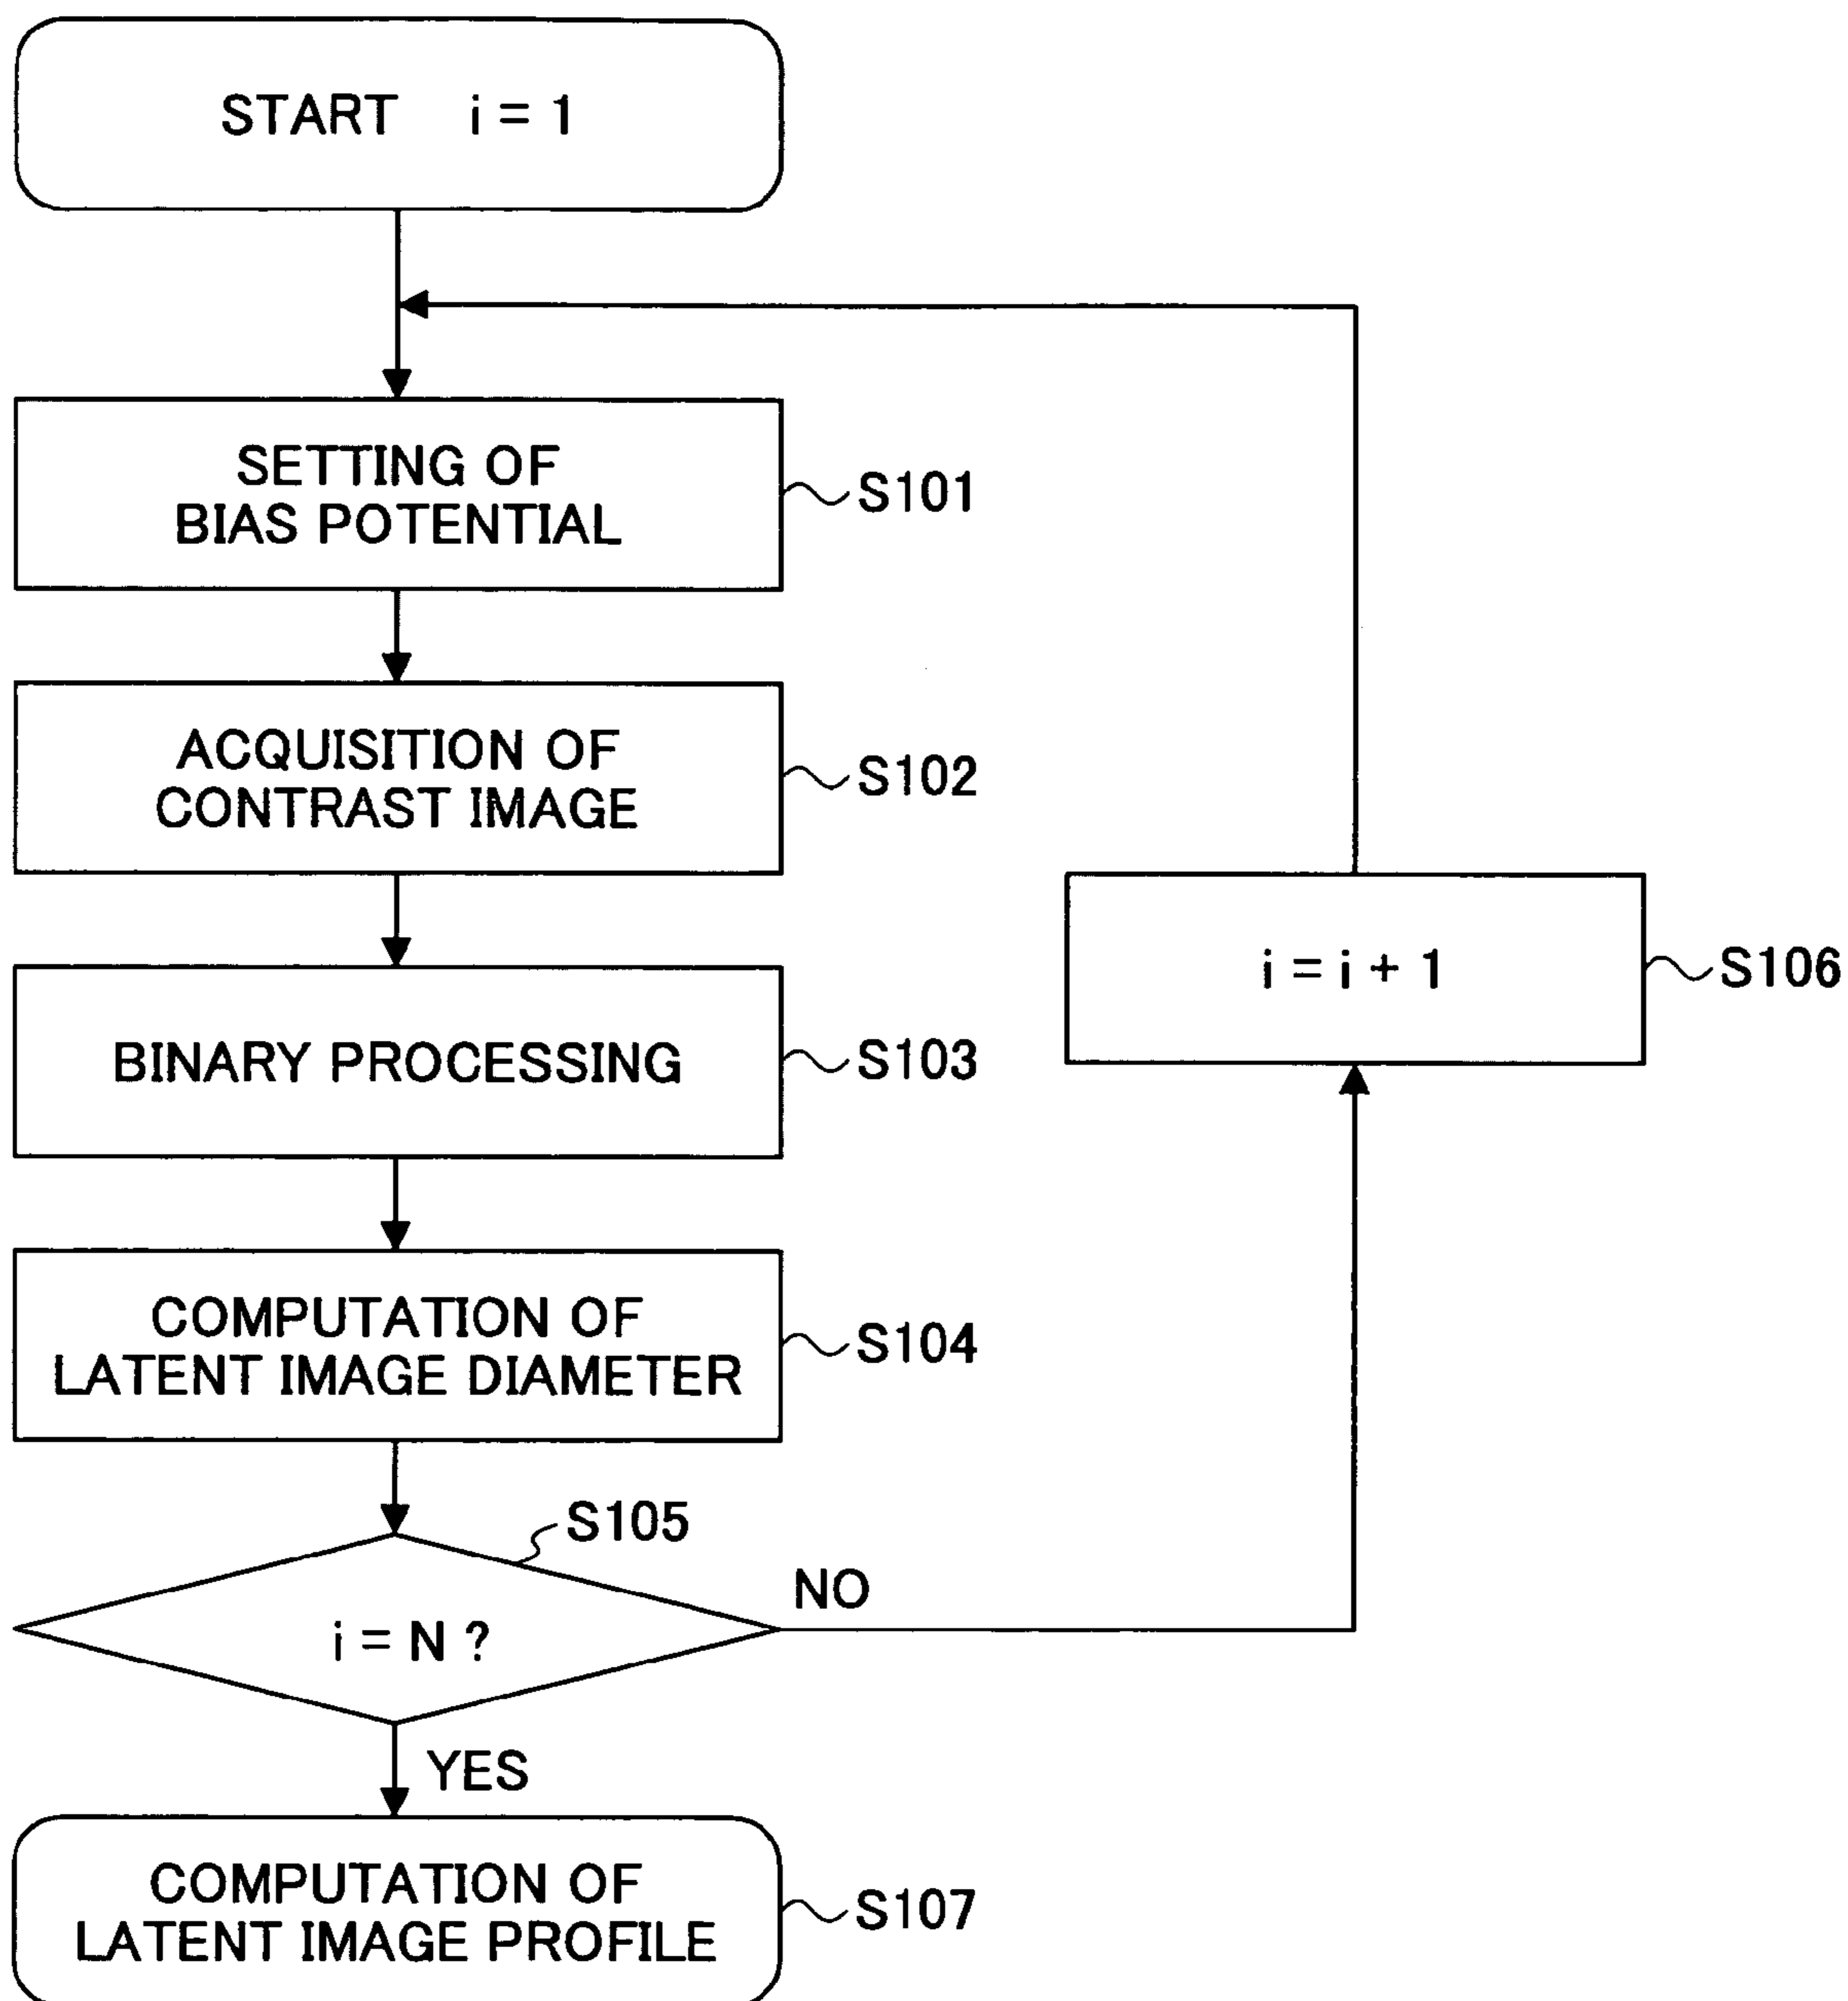 START i = 1
SETTING OF
BIAS POTENTIAL
S101
ACQUISITION OF
CONTRAST IMAGE
S102
BINARY PROCESSING
S103
i = i + 1
S106
COMPUTATION OF
LATENT IMAGE DIAMETER
S104
S105
i = N ?
NO
YES
COMPUTATION OF
LATENT IMAGE PROFILE
S107